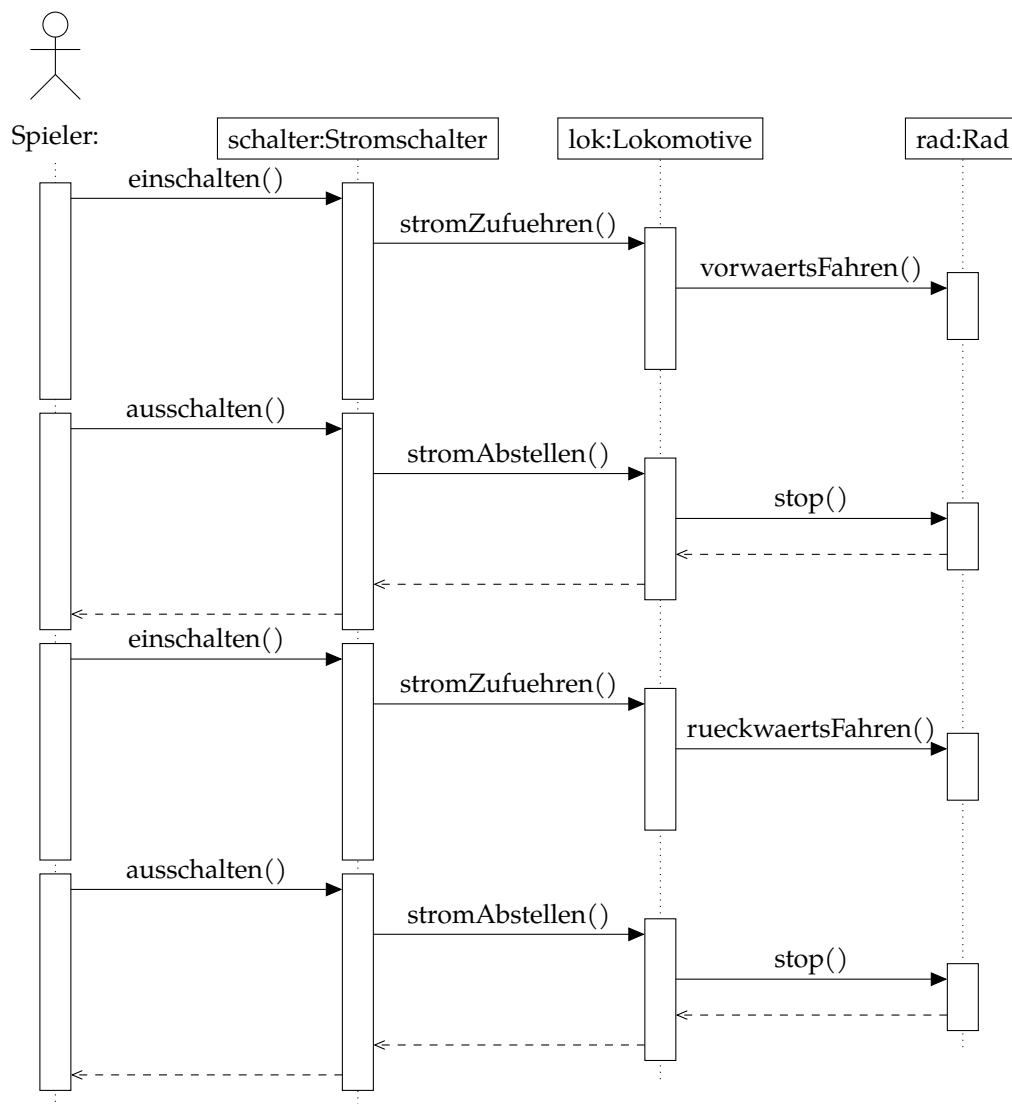 Spieler:
schalter:Stromschalter
lok:Lokomotive
rad:Rad
einschalten()
stromZufuehren()
vorwaertsFahren()
ausschalten()
stromAbstellen()
stop()
einschalten()
stromZufuehren()
rueckwaertsFahren()
ausschalten()
stromAbstellen()
stop()